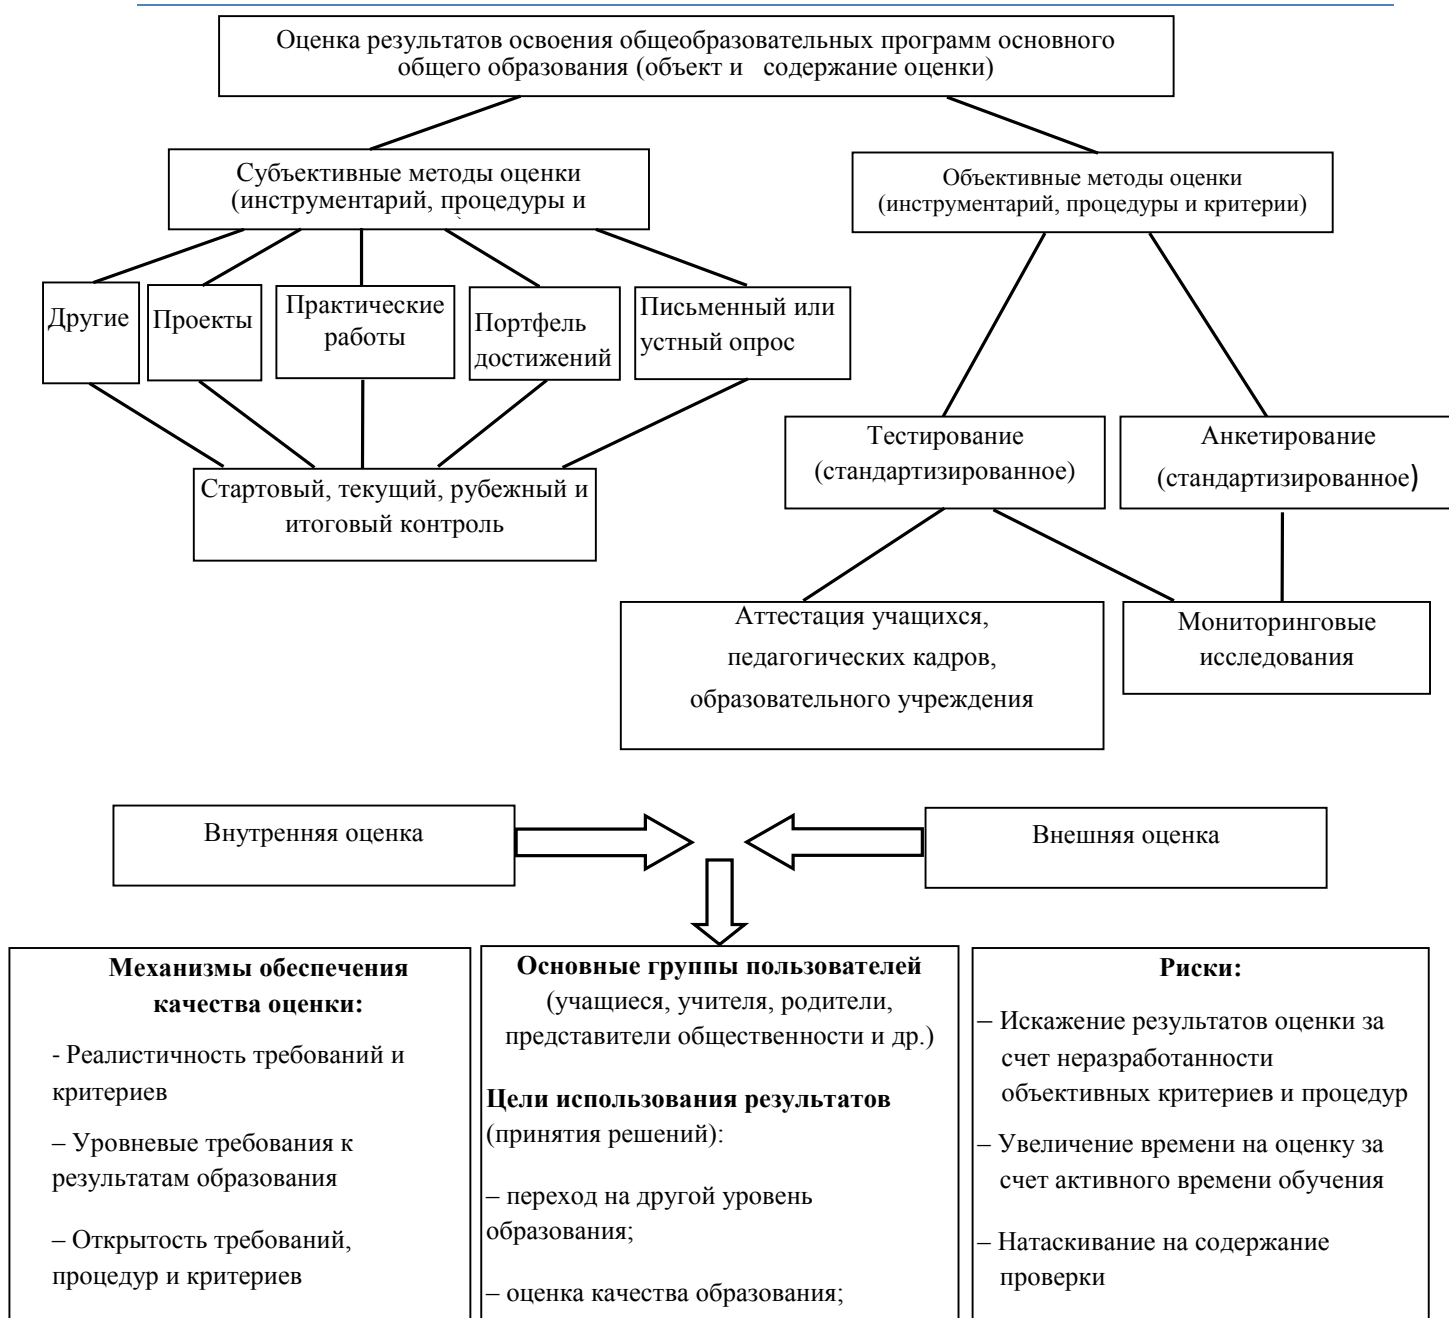 Оценка результатов освоения общеобразовательных программ основного
общего образования (объект и содержание оценки)
Субъективные методы оценки
(инструментарий, процедуры и
Объективные методы оценки
(инструментарий, процедуры и критерии)
Другие
Проекты
Практические
работы
Портфель
достижений
Письменный или
устный опрос
Стартовый, текущий, рубежный и
итоговый контроль
Тестирование
(стандартизированное)
Анкетирование
(стандартизированное)
Аттестация учащихся,
педагогических кадров,
образовательного учреждения
Мониторинговые
исследования
Внутренняя оценка
Внешняя оценка
Механизмы обеспечения
качества оценки:
- Реалистичность требований и
критериев
– Уровневые требования к
результатам образования
– Открытость требований,
процедур и критериев
Основные группы пользователей
(учащиеся, учителя, родители,
представители общественности и др.)
Цели использования результатов
(принятия решений):
– переход на другой уровень
образования;
– оценка качества образования;
Риски:
– Искажение результатов оценки за
счет неразработанности
объективных критериев и процедур
– Увеличение времени на оценку за
счет активного времени обучения
– Натаскивание на содержание
проверки